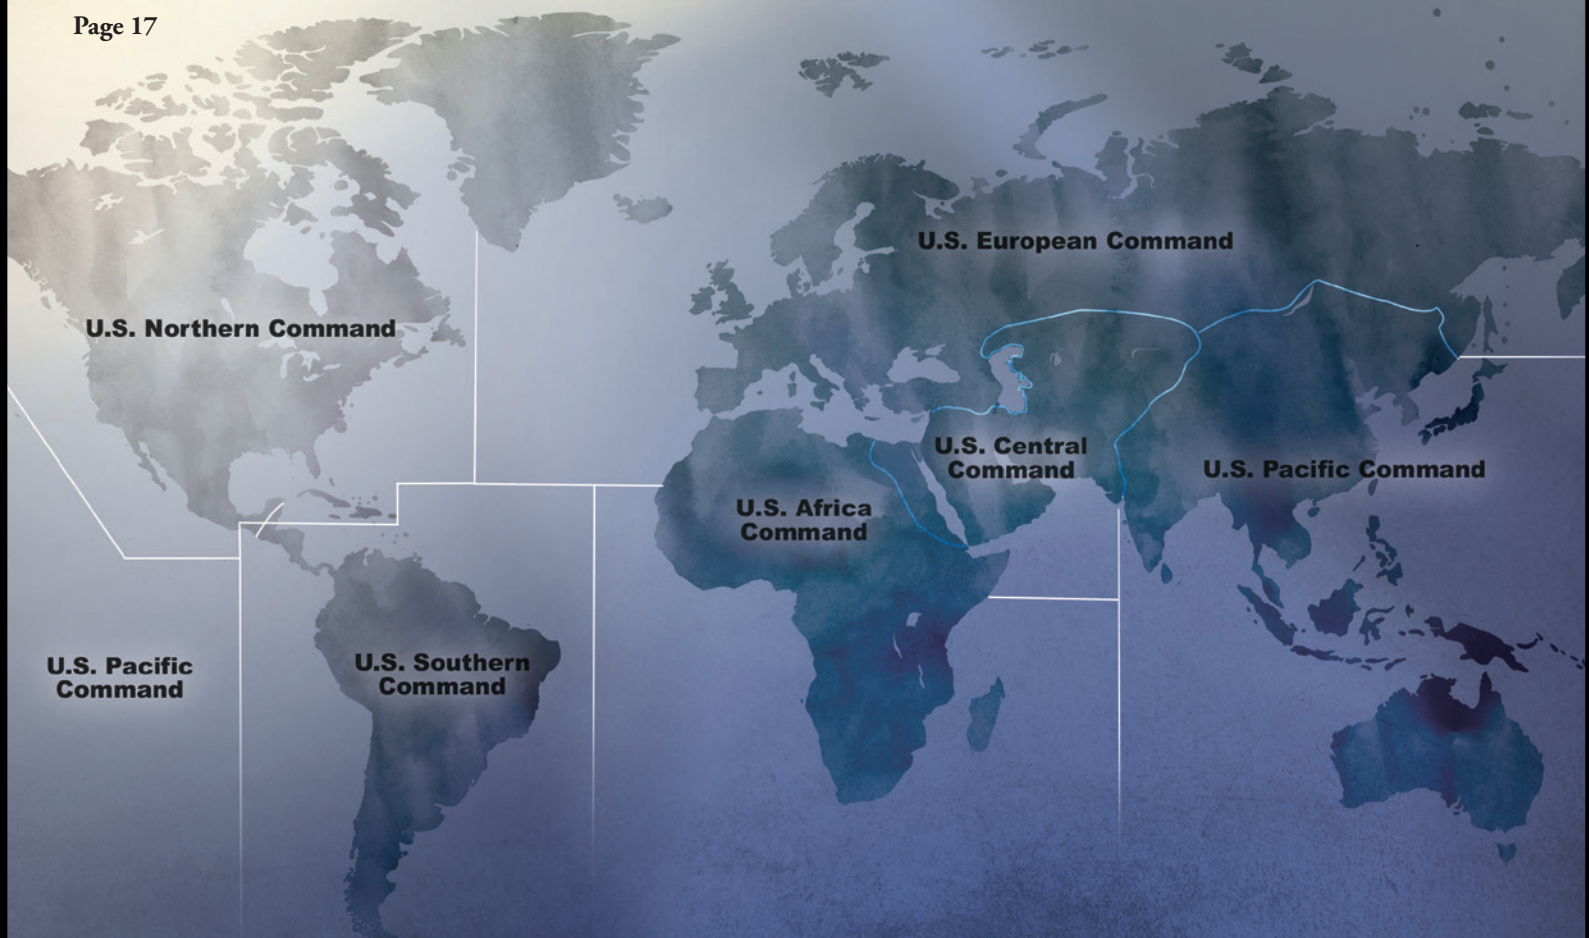 Page 17
U.S. European Command
U.S. Northern Command
U.S. Central
Command
U.S. Pacific Command
U.S. Africa
Command
U.S. Pacific
Command
U.S. Southern
Command